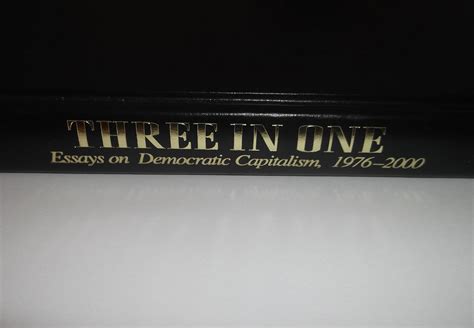 THREE IN ONE
Essays on Democratic Capitalism, 1976–2000